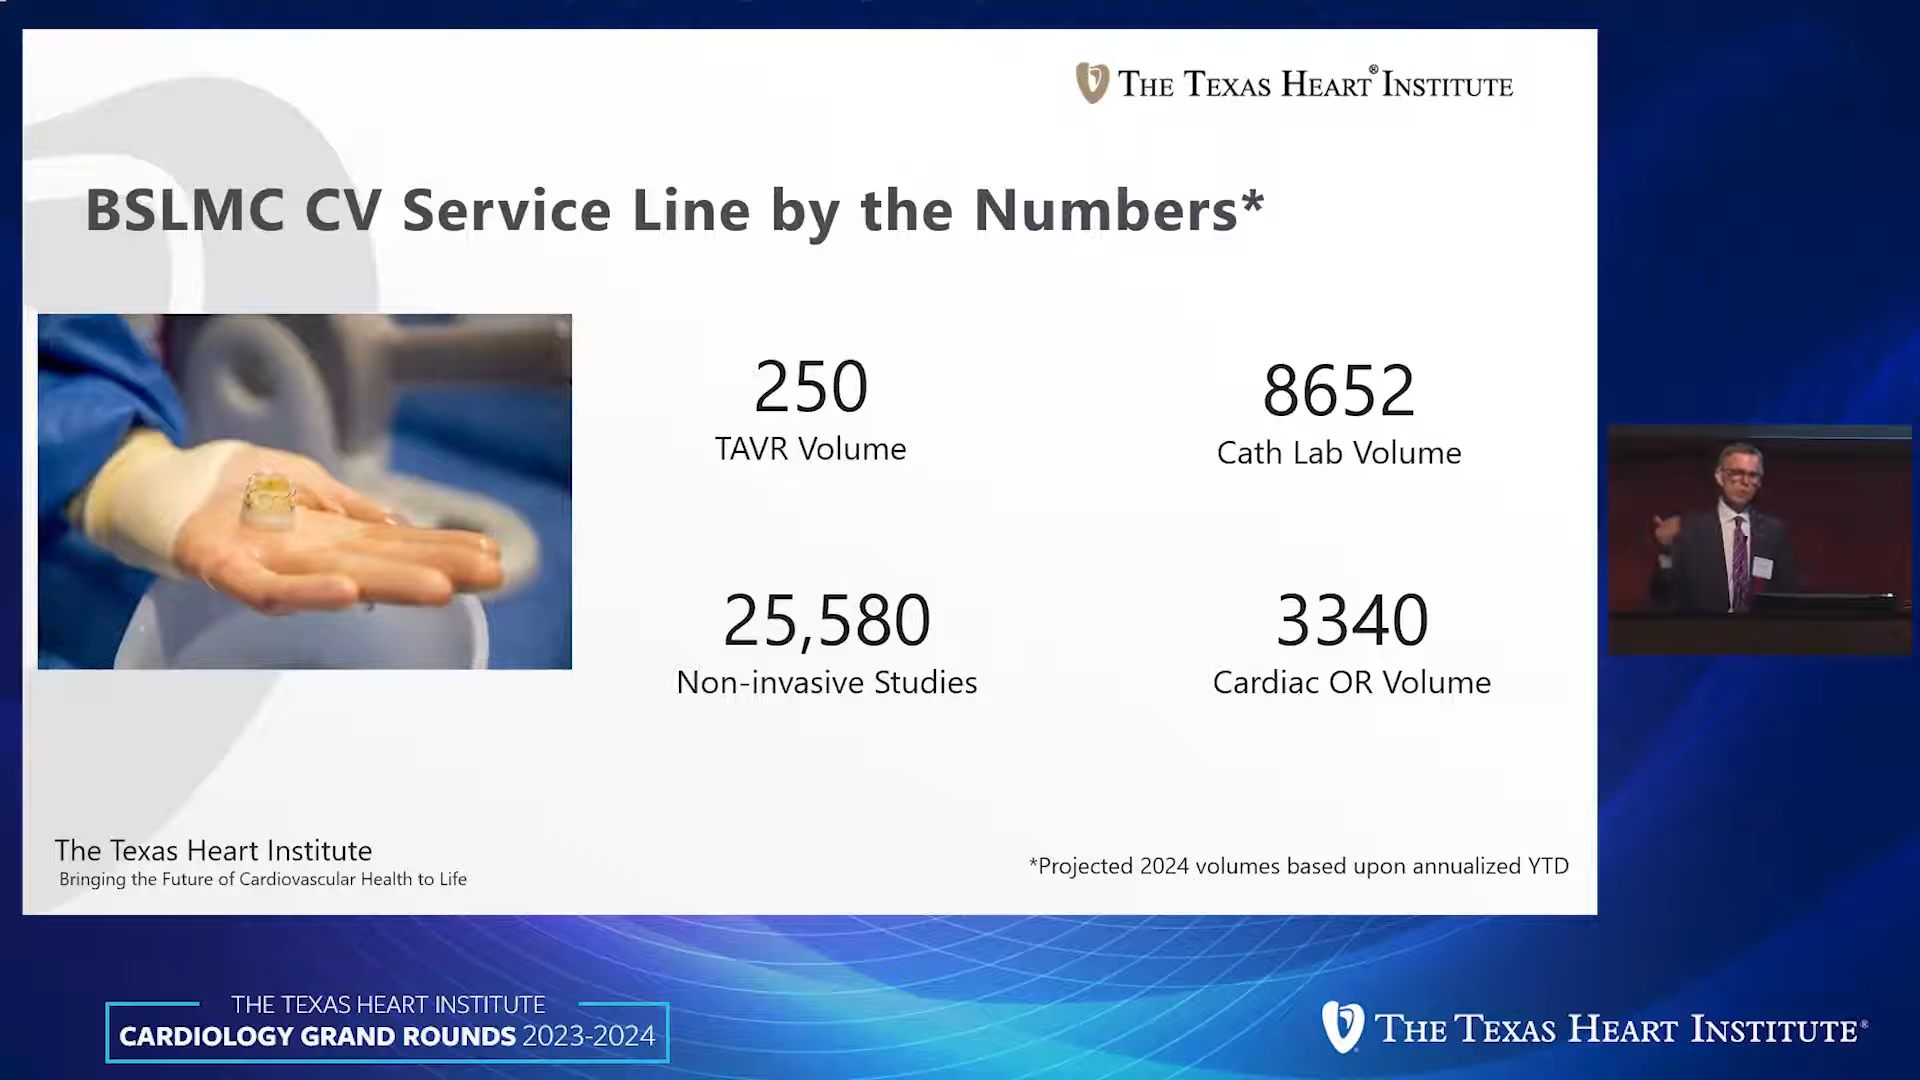 THE TEXAS HEART® INSTITUTE
BSLMC CV Service Line by the Numbers*
250
TAVR Volume
8652
Cath Lab Volume
25,580
Non-invasive Studies
3340
Cardiac OR Volume
The Texas Heart Institute
Bringing the Future of Cardiovascular Health to Life
*Projected 2024 volumes based upon annualized YTD
THE TEXAS HEART INSTITUTE
CARDIOLOGY GRAND ROUNDS 2023-2024
THE TEXAS HEART INSTITUTE®